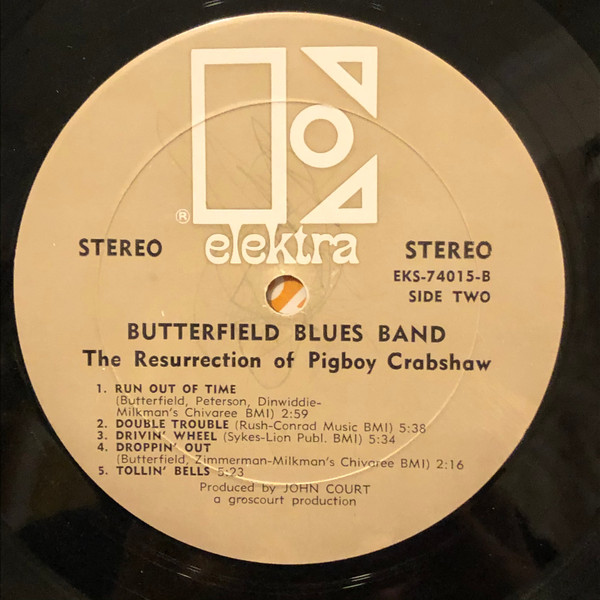 ®
elektra
STEREO STEREO
EKS-74015-B
SIDE TWO
BUTTERFIELD BLUES BAND
The Resurrection of Pigboy Crabshaw
1. RUN OUT OF TIME
(Butterfield, Peterson, Dinwiddie-
Milkman's Chivaree BMI) 2:59
2. DOUBLE TROUBLE (Rush-Conrad Music BMI) 5:38
3. DRIVIN' WHEEL (Sykes-Lion Publ. BMI) 5:34
4. DROPPIN' OUT
(Butterfield, Zimmerman-Milkman's Chivaree BMI) 2:16
5. TOLLIN' BELLS 5:23
Produced by JOHN COURT
a groscourt production